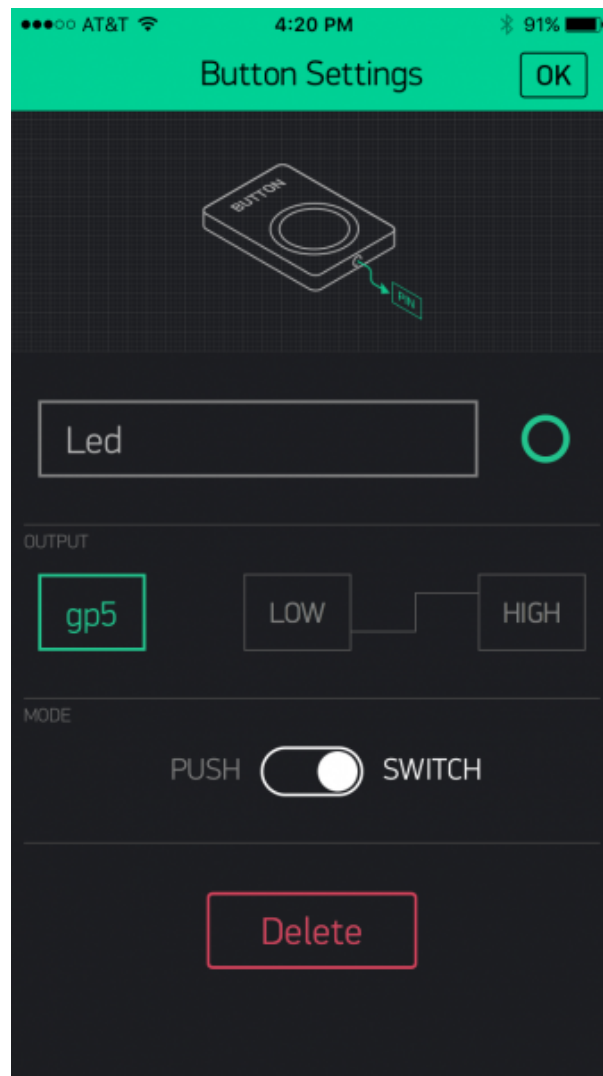 AT&T 4:20 PM 91%
Button Settings OK
BUTTON
PIN
Led
OUTPUT
gp5 LOW HIGH
MODE
PUSH SWITCH
Delete